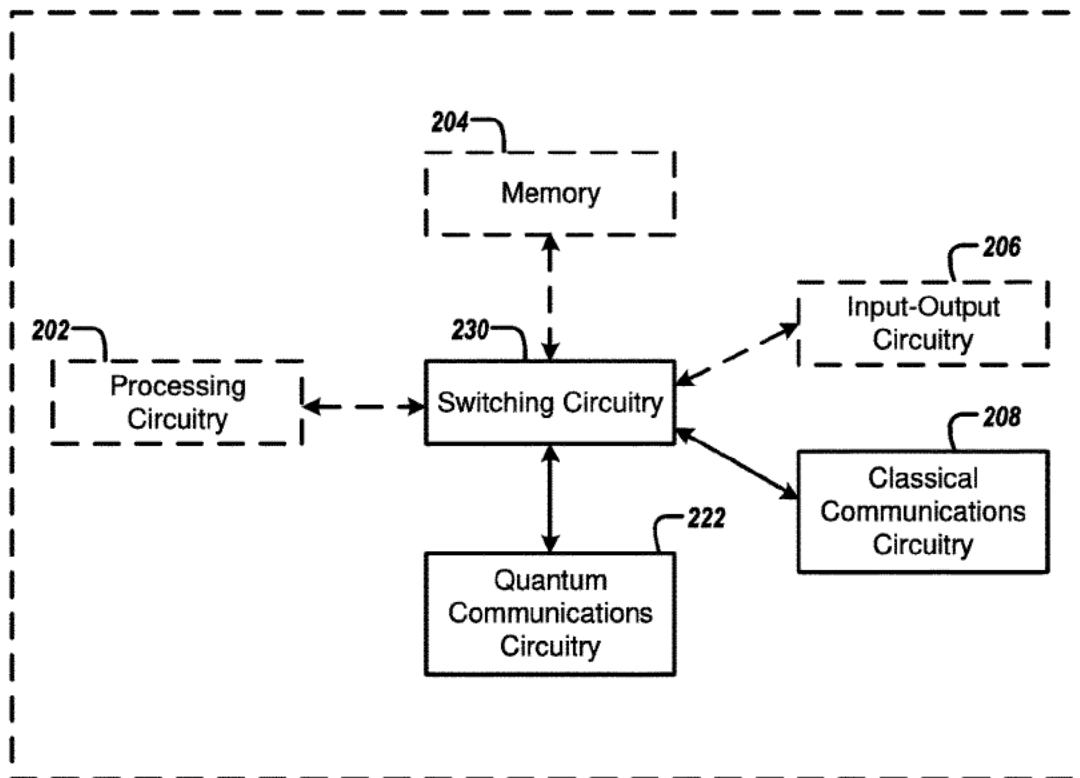 204
Memory
206
Input-Output
Circuitry
202
230
Processing
Circuitry
Switching Circuitry
208
Classical
Communications
Circuitry
222
Quantum
Communications
Circuitry